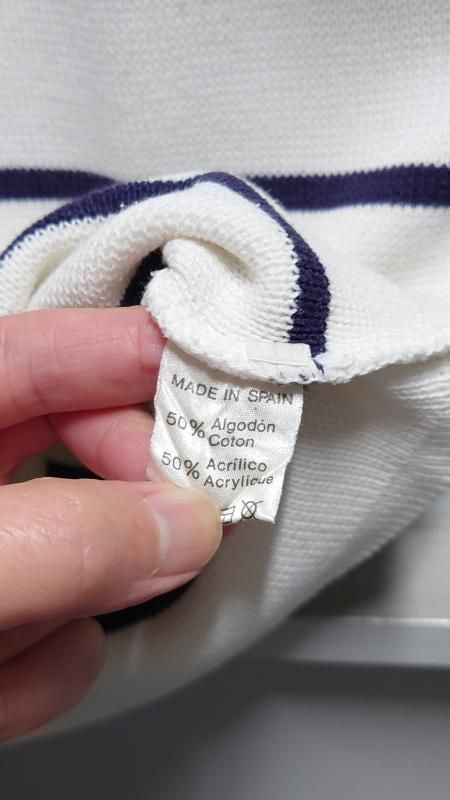 MADE IN SPAIN
50% Algodón
Coton
50% Acrílico
Acrylique